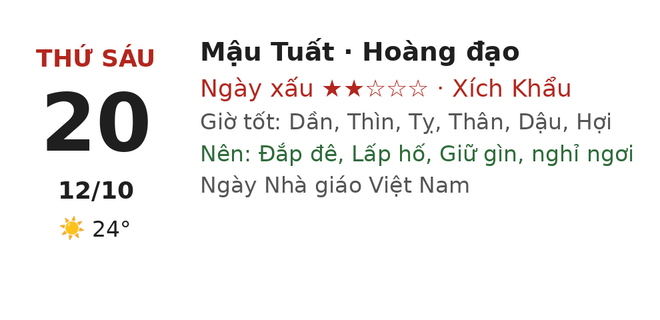 THỨ SÁU
20
12/10
☀️ 24°
Mậu Tuất · Hoàng đạo
Ngày xấu ★★☆☆☆ · Xích Khẩu
Giờ tốt: Dần, Thìn, Tỵ, Thân, Dậu, Hợi
Nên: Đắp đê, Lấp hố, Giữ gìn, nghỉ ngơi
Ngày Nhà giáo Việt Nam